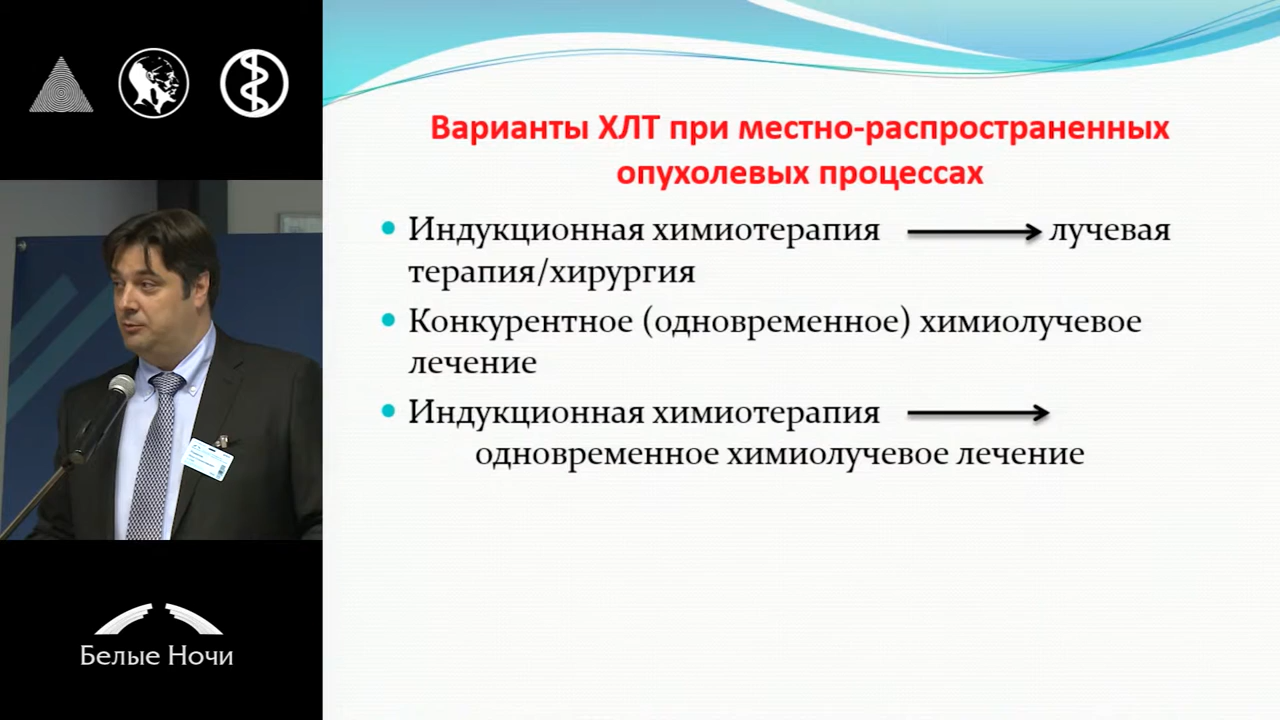 Варианты ХЛТ при местно-распространенных
опухолевых процессах
Индукционная химиотерапия лучевая
терапия/хирургия
Конкурентное (одновременное) химиолучевое
лечение
Индукционная химиотерапия
одновременное химиолучевое лечение
Белые Ночи